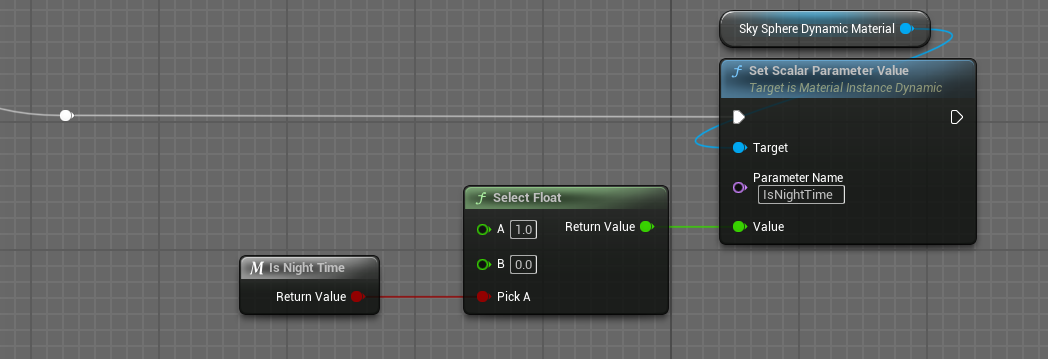 Sky Sphere Dynamic Material
f Set Scalar Parameter Value
Target is Material Instance Dynamic
Target
Parameter Name
IsNightTime
Value
f Select Float
A 1.0 Return Value
B 0.0
Pick A
M Is Night Time
Return Value